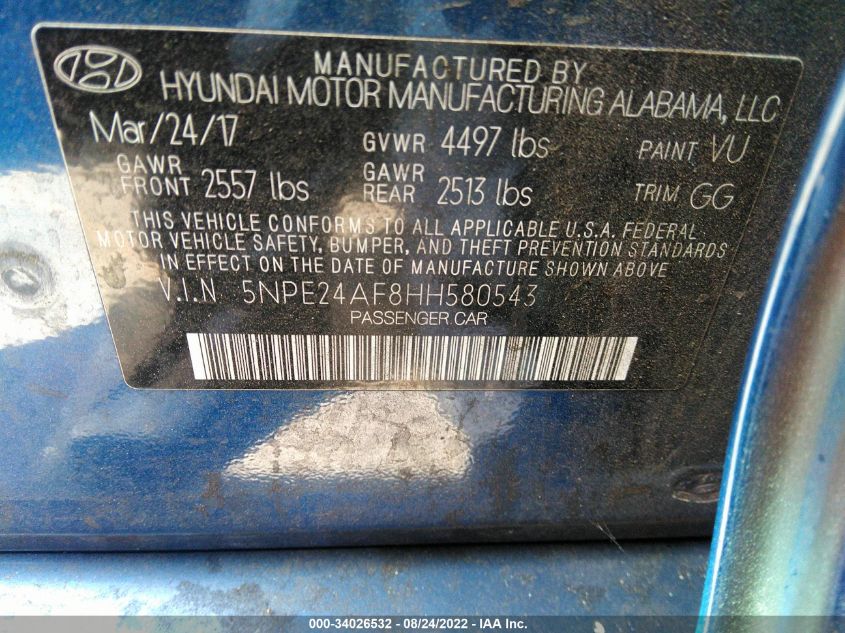 MANUFACTURED BY
HYUNDAI MOTOR MANUFACTURING ALABAMA, LLC
Mar/24/17 GVWR 4497 lbs PAINT VU
GAWR FRONT 2557 lbs GAWR REAR 2513 lbs TRIM GG
THIS VEHICLE CONFORMS TO ALL APPLICABLE U.S.A. FEDERAL
MOTOR VEHICLE SAFETY, BUMPER, AND THEFT PREVENTION STANDARDS
IN EFFECT ON THE DATE OF MANUFACTURE SHOWN ABOVE
V.I.N 5NPE24AF8HH580543
PASSENGER CAR
000-34026532 - 08/24/2022 - IAA Inc.